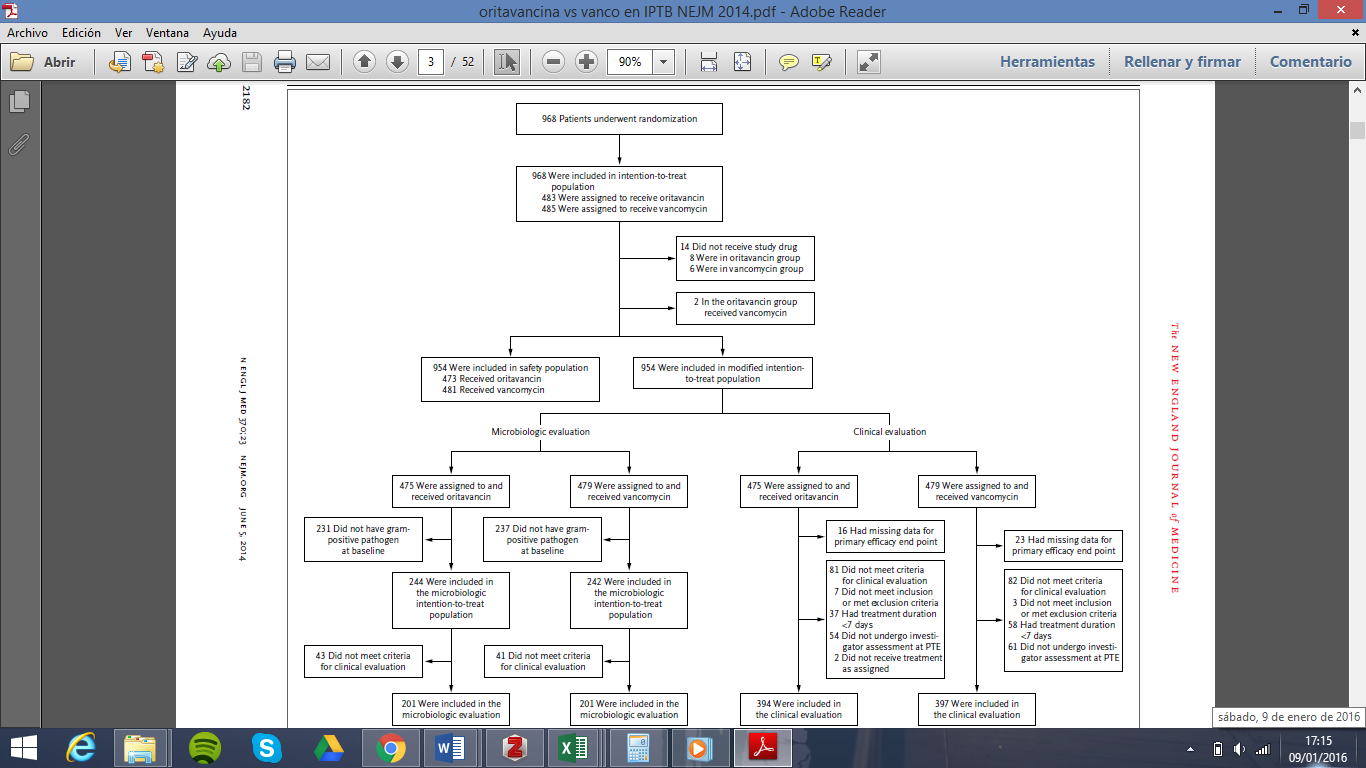 oritavancina vs vanco en IPTB NEJM 2014.pdf - Adobe Reader
Archivo Edición Ver Ventana Ayuda
Abrir
3 / 52
90%
Herramientas
Rellenar y firmar
Comentario
2182
968 Patients underwent randomization
968 Were included in intention-to-treat
population
483 Were assigned to receive oritavancin
485 Were assigned to receive vancomycin
14 Did not receive study drug
8 Were in oritavancin group
6 Were in vancomycin group
2 In the oritavancin group
received vancomycin
954 Were included in safety population
473 Received oritavancin
481 Received vancomycin
954 Were included in modified intention-
to-treat population
Microbiologic evaluation
Clinical evaluation
475 Were assigned to and
received oritavancin
479 Were assigned to and
received vancomycin
475 Were assigned to and
received oritavancin
479 Were assigned to and
received vancomycin
231 Did not have gram-
positive pathogen
at baseline
237 Did not have gram-
positive pathogen
at baseline
16 Had missing data for
primary efficacy end point
23 Had missing data for
primary efficacy end point
244 Were included in
the microbiologic
intention-to-treat
population
242 Were included in
the microbiologic
intention-to-treat
population
81 Did not meet criteria
for clinical evaluation
7 Did not meet inclusion
or met exclusion criteria
37 Had treatment duration
<7 days
54 Did not undergo investi-
gator assessment at PTE
2 Did not receive treatment
as assigned
82 Did not meet criteria
for clinical evaluation
3 Did not meet inclusion
or met exclusion criteria
58 Had treatment duration
<7 days
61 Did not undergo investi-
gator assessment at PTE
43 Did not meet criteria
for clinical evaluation
41 Did not meet criteria
for clinical evaluation
201 Were included in the
microbiologic evaluation
201 Were included in the
microbiologic evaluation
394 Were included in
the clinical evaluation
397 Were included in
the clinical evaluation
N ENGL J MED 370;23 NEJM.ORG JUNE 5, 2014
The NEW ENGLAND JOURNAL of MEDICINE
sábado, 9 de enero de 2016
17:15
09/01/2016